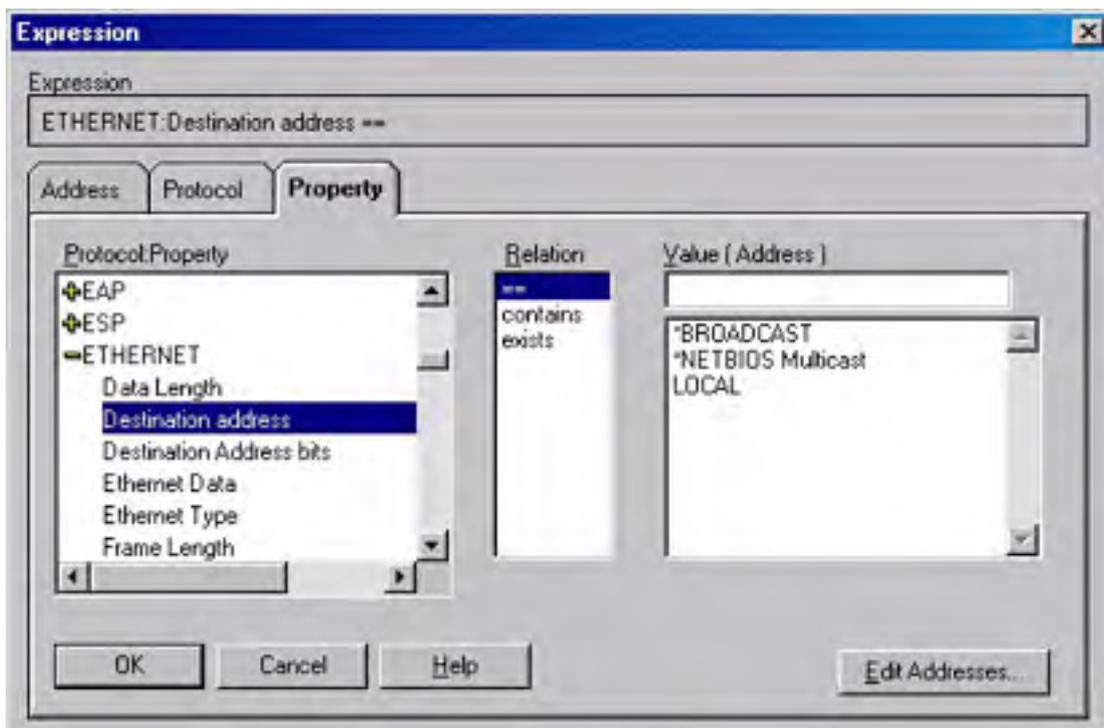 Expression
Expression
ETHERNET:Destination address ==
Address
Protocol
Property
Protocol:Property
EAP
ESP
ETHERNET
Data Length
Destination address
Destination Address bits
Ethernet Data
Ethernet Type
Frame Length
Relation
==
contains
exists
Value ( Address )
*BROADCAST
*NETBIOS Multicast
LOCAL
OK
Cancel
Help
Edit Addresses...